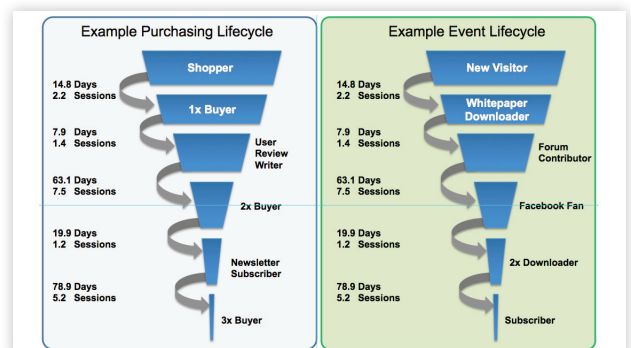 Example Purchasing Lifecycle
Shopper
14.8 Days
2.2 Sessions
1x Buyer
7.9 Days
1.4 Sessions
User
Review
Writer
63.1 Days
7.5 Sessions
2x Buyer
19.9 Days
1.2 Sessions
Newsletter
Subscriber
78.9 Days
5.2 Sessions
3x Buyer
Example Event Lifecycle
New Visitor
14.8 Days
2.2 Sessions
Whitepaper
Downloader
7.9 Days
1.4 Sessions
Forum
Contributor
63.1 Days
7.5 Sessions
Facebook Fan
19.9 Days
1.2 Sessions
2x Downloader
78.9 Days
5.2 Sessions
Subscriber